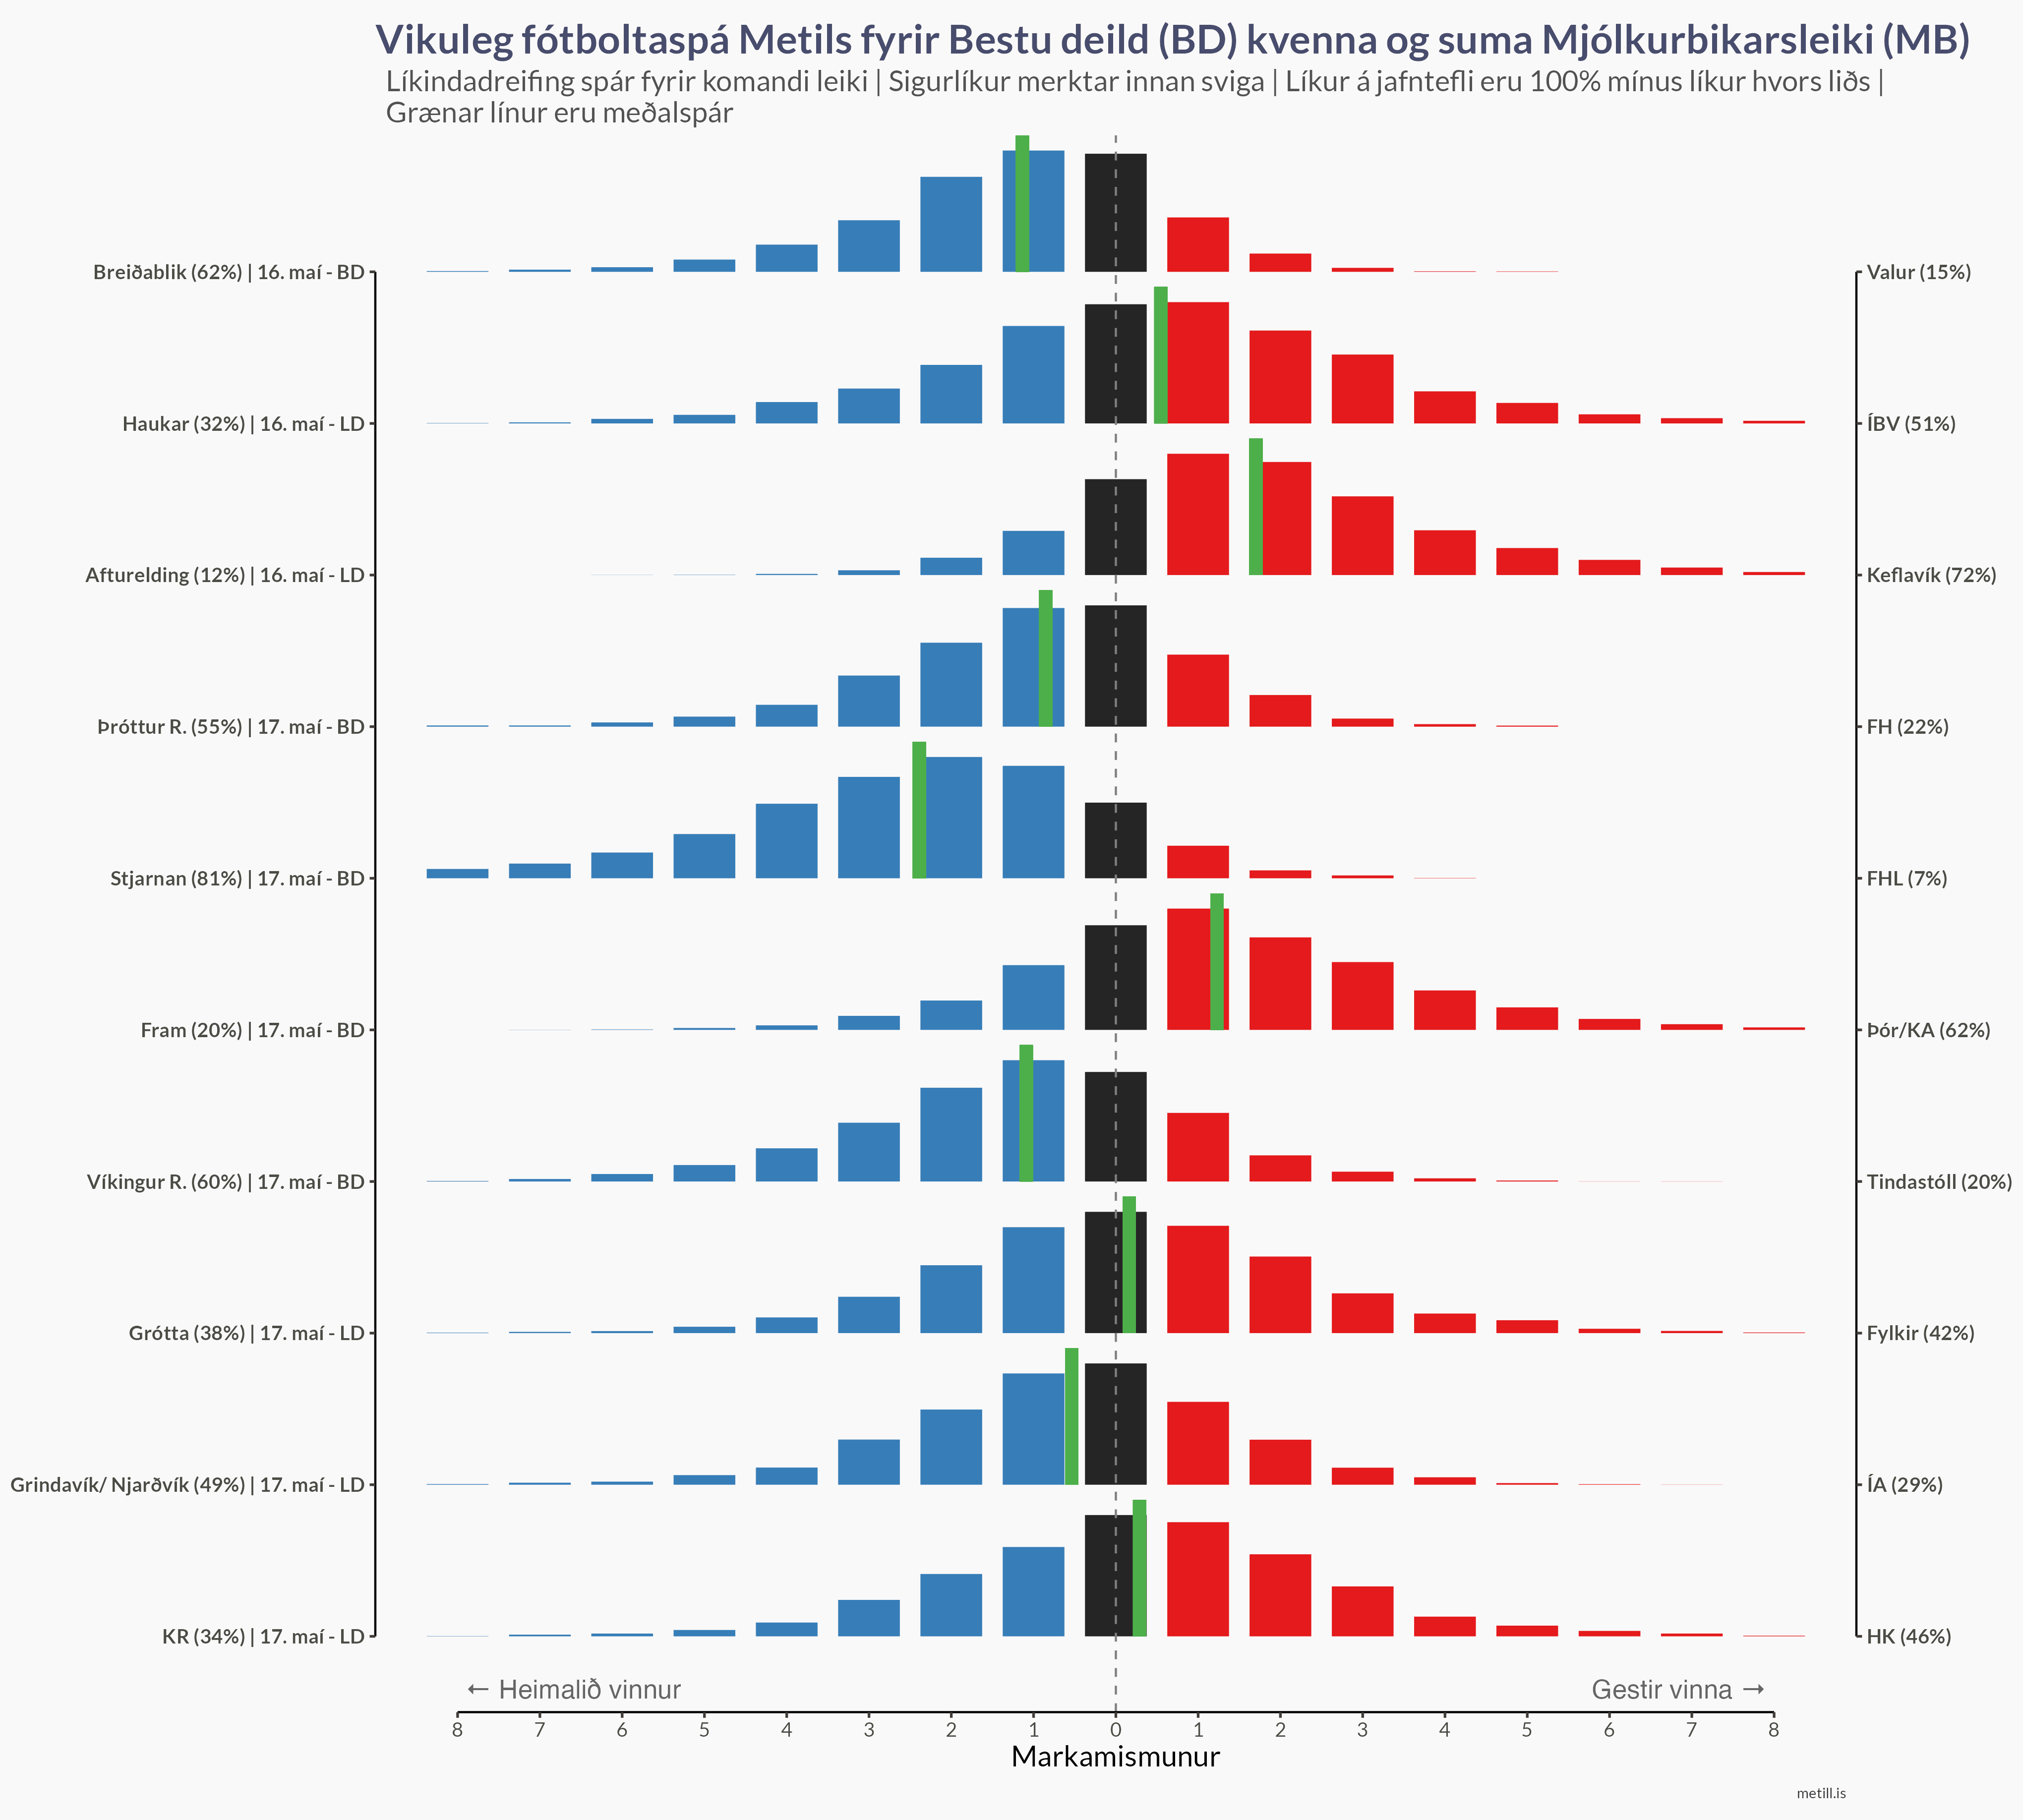 Vikuleg fótboltaspá Metils fyrir Bestu deild (BD) kvenna og suma Mjólkurbikarsleiki (MB)
Líkindadreifing spár fyrir komandi leiki | Sigurlíkur merktar innan sviga | Líkur á jafntefli eru 100% mínus líkur hvors liðs |
Grænar línur eru meðalspár
Breiðablik (62%) | 16. maí - BD
Valur (15%)
Haukar (32%) | 16. maí - LD
ÍBV (51%)
Afturelding (12%) | 16. maí - LD
Keflavík (72%)
Þróttur R. (55%) | 17. maí - BD
FH (22%)
Stjarnan (81%) | 17. maí - BD
FHL (7%)
Fram (20%) | 17. maí - BD
Þór/KA (62%)
Víkingur R. (60%) | 17. maí - BD
Tindastóll (20%)
Grótta (38%) | 17. maí - LD
Fylkir (42%)
Grindavík/ Njarðvík (49%) | 17. maí - LD
ÍA (29%)
KR (34%) | 17. maí - LD
HK (46%)
← Heimalið vinnur
Gestir vinna →
8 7 6 5 4 3 2 1 0 1 2 3 4 5 6 7 8
Markamismunur
metill.is